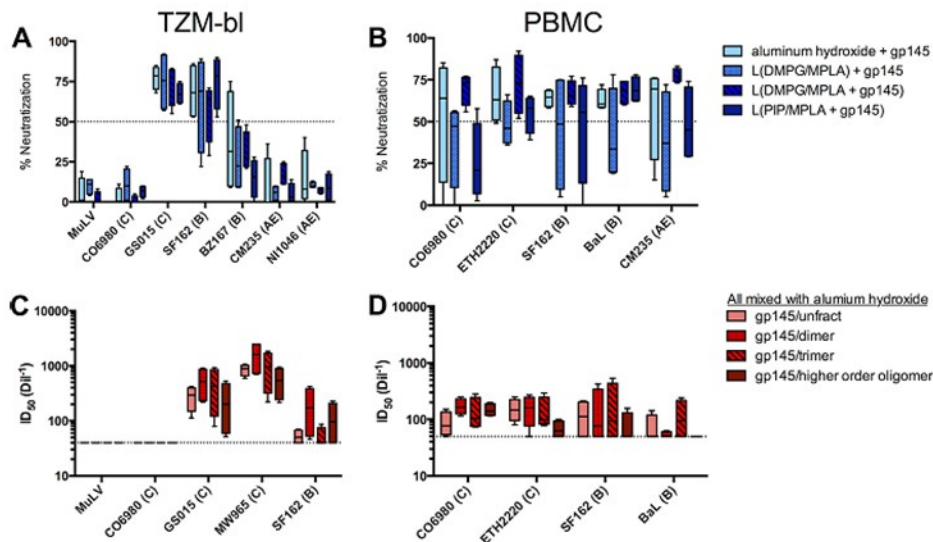 TZM-bl
PBMC
A
% Neutralization
100
75
50
25
0
MuLV
CO6980 (C)
GS015 (C)
SF162 (B)
BZ167 (B)
CM235 (AE)
NI1046 (AE)
B
% Neutralization
100
75
50
25
0
CO6980 (C)
ETH2220 (C)
SF162 (B)
BaL (B)
CM235 (AE)
aluminum hydroxide + gp145
L(DMPG/MPLA) + gp145
L(DMPG/MPLA + gp145)
L(PIP/MPLA + gp145)
C
ID50 (Dil-1)
10000
1000
100
10
MuLV
CO6980 (C)
GS015 (C)
MW965 (C)
SF162 (B)
D
ID50 (Dil-1)
10000
1000
100
10
CO6980 (C)
ETH2220 (C)
SF162 (B)
BaL (B)
All mixed with alumium hydroxide
gp145/unfract
gp145/dimer
gp145/trimer
gp145/higher order oligomer